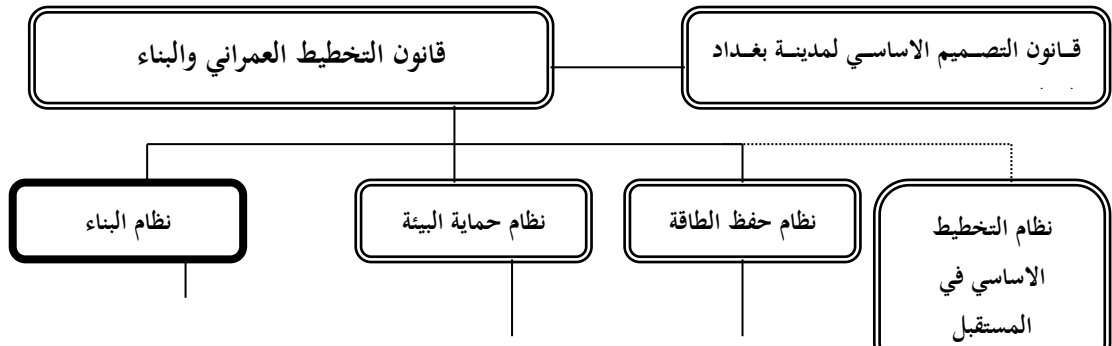 قانون التصميم الاساسي لمدينة بغداد
قانون التخطيط العمراني والبناء
نظام التخطيط
الاساسي في
المستقبل
نظام حفظ الطاقة
نظام حماية البيئة
نظام البناء